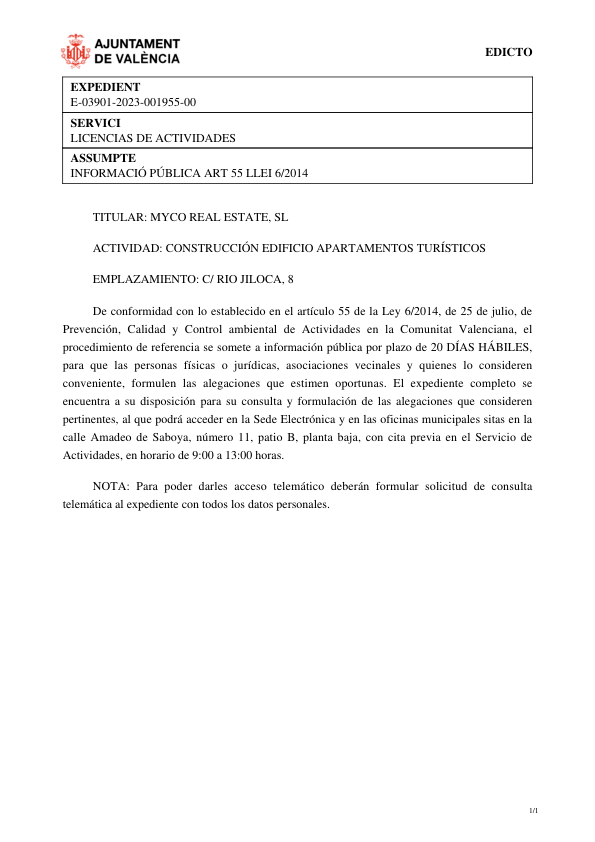 AJUNTAMENT
DE VALÈNCIA
EDICTO
EXPEDIENT
E-03901-2023-001955-00
SERVICI
LICENCIAS DE ACTIVIDADES
ASSUMPTE
INFORMACIÓ PÚBLICA ART 55 LLEI 6/2014
TITULAR: MYCO REAL ESTATE, SL
ACTIVIDAD: CONSTRUCCIÓN EDIFICIO APARTAMENTOS TURÍSTICOS
EMPLAZAMIENTO: C/ RIO JILOCA, 8
De conformidad con lo establecido en el artículo 55 de la Ley 6/2014, de 25 de julio, de
Prevención, Calidad y Control ambiental de Actividades en la Comunitat Valenciana, el
procedimiento de referencia se somete a información pública por plazo de 20 DÍAS HÁBILES,
para que las personas físicas o jurídicas, asociaciones vecinales y quienes lo consideren
conveniente, formulen las alegaciones que estimen oportunas. El expediente completo se
encuentra a su disposición para su consulta y formulación de las alegaciones que consideren
pertinentes, al que podrá acceder en la Sede Electrónica y en las oficinas municipales sitas en la
calle Amadeo de Saboya, número 11, patio B, planta baja, con cita previa en el Servicio de
Actividades, en horario de 9:00 a 13:00 horas.
NOTA: Para poder darles acceso telemático deberán formular solicitud de consulta
telemática al expediente con todos los datos personales.
1/1